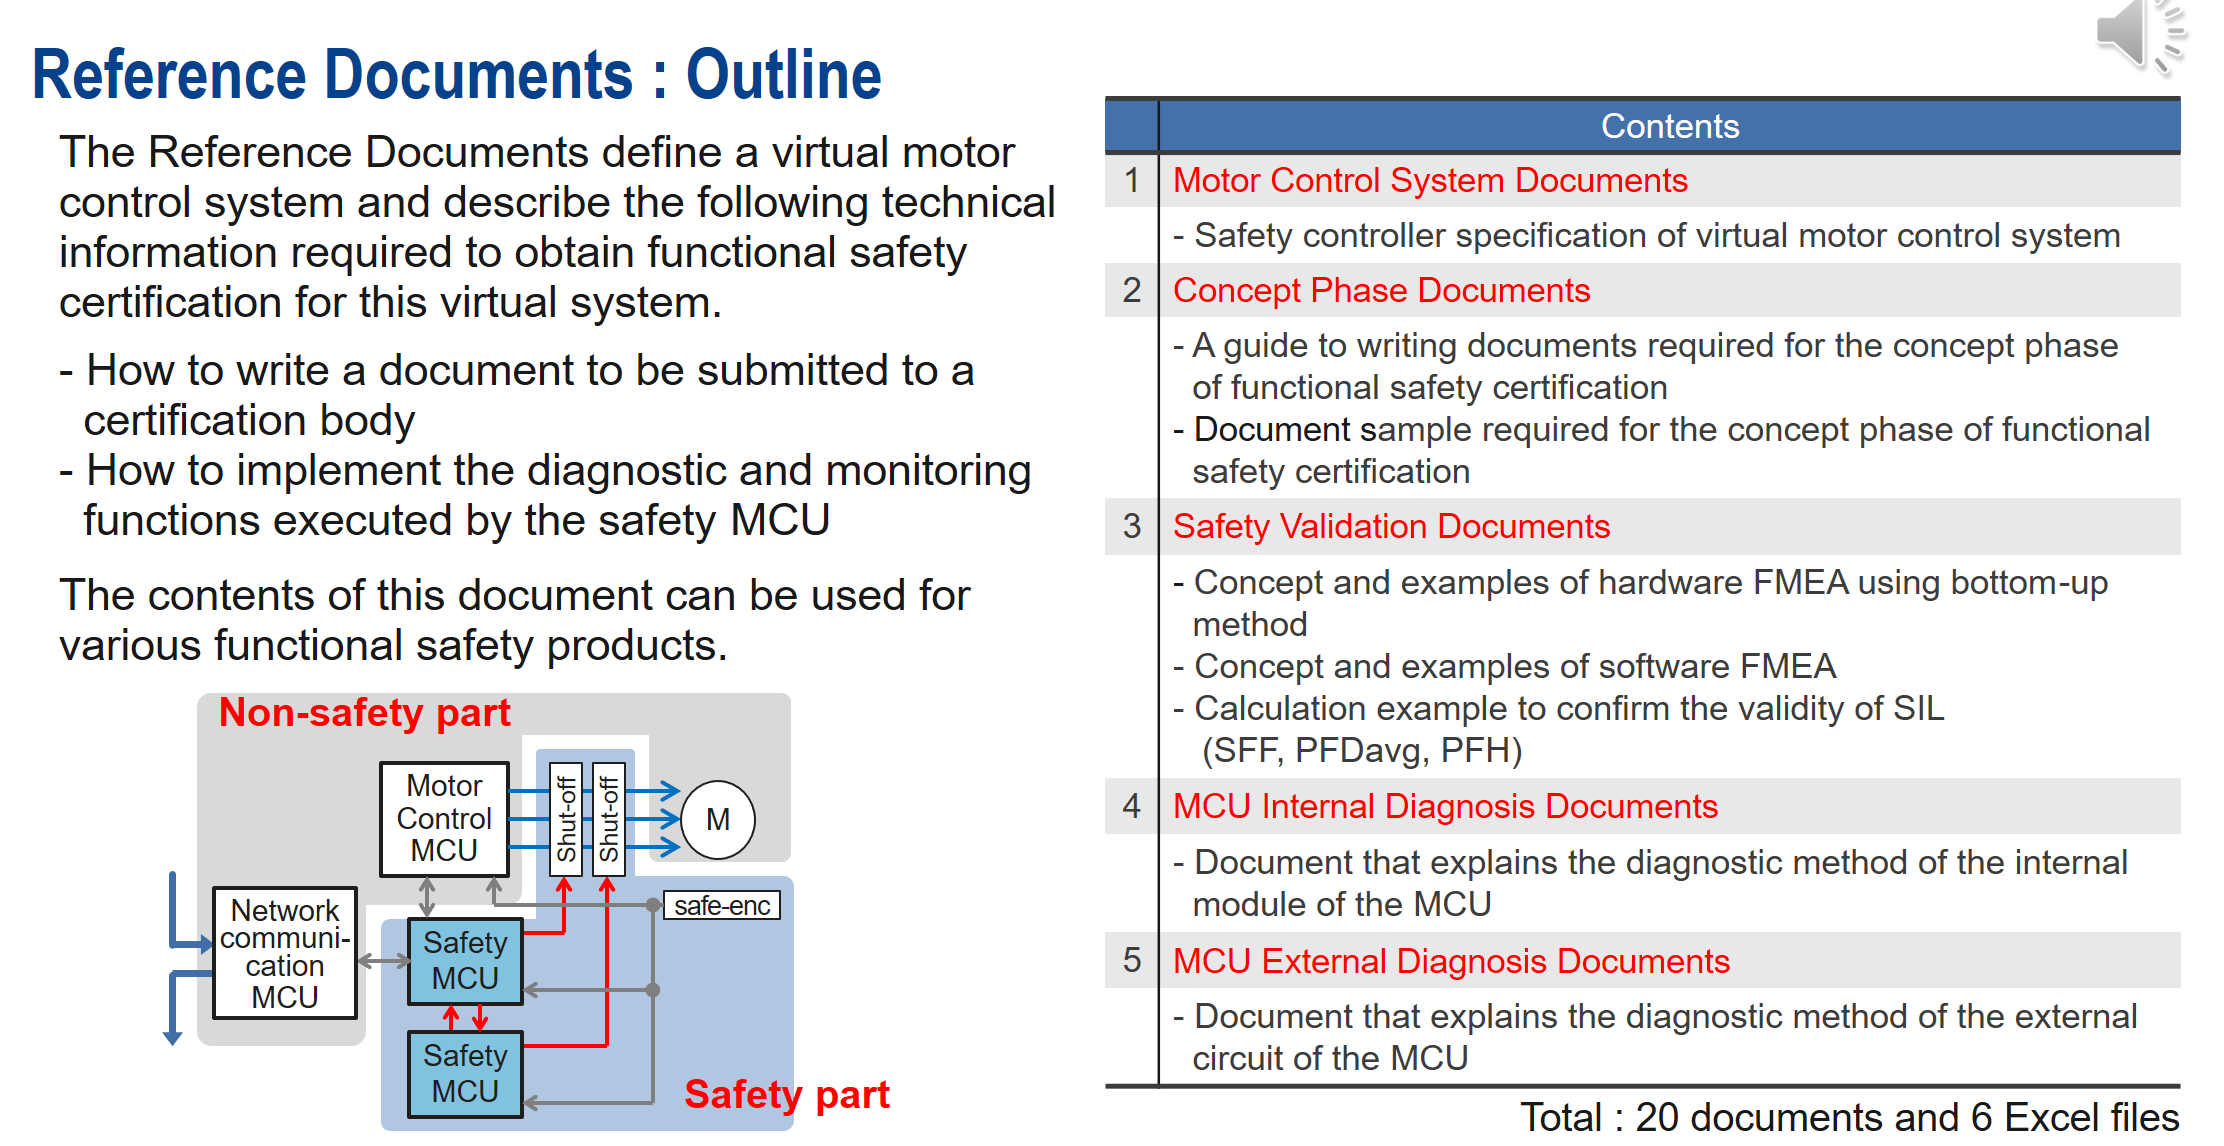 Reference Documents : Outline
The Reference Documents define a virtual motor
control system and describe the following technical
information required to obtain functional safety
certification for this virtual system.
- How to write a document to be submitted to a
certification body
- How to implement the diagnostic and monitoring
functions executed by the safety MCU
The contents of this document can be used for
various functional safety products.
Non-safety part
Motor
Control
MCU
Shut-off
Shut-off
M
Network
communi-
cation
MCU
safe-enc
Safety
MCU
Safety
MCU
Safety part
Contents
1 Motor Control System Documents
- Safety controller specification of virtual motor control system
2 Concept Phase Documents
- A guide to writing documents required for the concept phase
of functional safety certification
- Document sample required for the concept phase of functional
safety certification
3 Safety Validation Documents
- Concept and examples of hardware FMEA using bottom-up
method
- Concept and examples of software FMEA
- Calculation example to confirm the validity of SIL
(SFF, PFDavg, PFH)
4 MCU Internal Diagnosis Documents
- Document that explains the diagnostic method of the internal
module of the MCU
5 MCU External Diagnosis Documents
- Document that explains the diagnostic method of the external
circuit of the MCU
Total : 20 documents and 6 Excel files